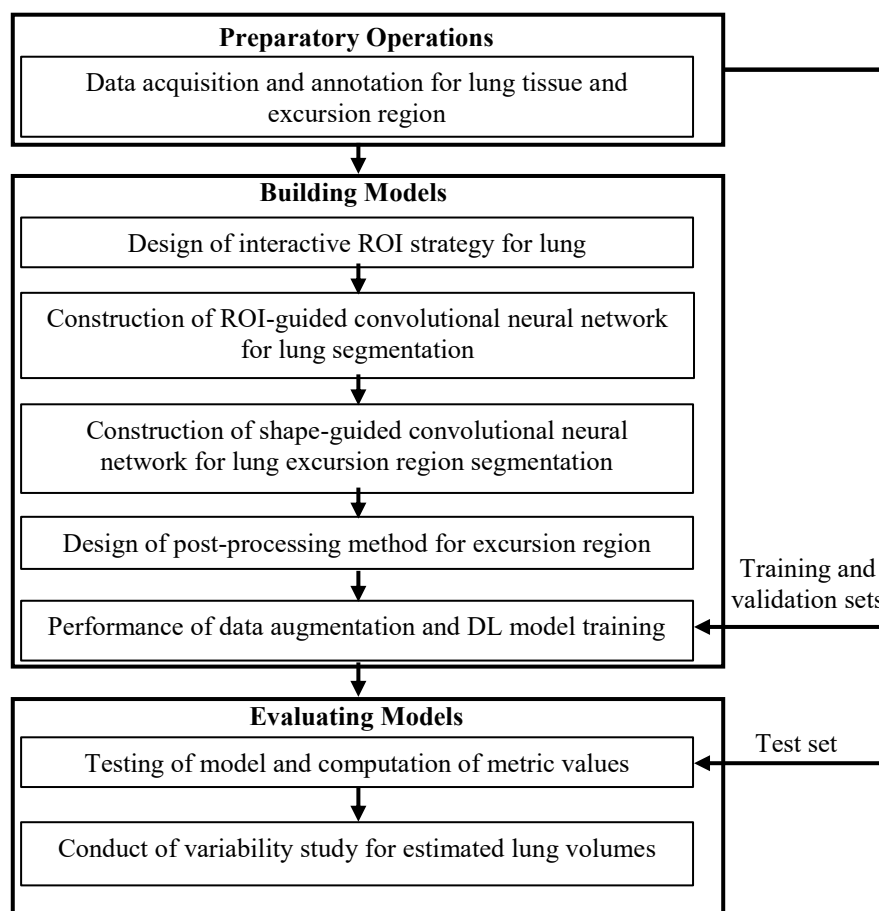 Preparatory Operations
Data acquisition and annotation for lung tissue and
excursion region
Building Models
Design of interactive ROI strategy for lung
Construction of ROI-guided convolutional neural network
for lung segmentation
Construction of shape-guided convolutional neural
network for lung excursion region segmentation
Design of post-processing method for excursion region
Performance of data augmentation and DL model training
Training and
validation sets
Evaluating Models
Testing of model and computation of metric values
Test set
Conduct of variability study for estimated lung volumes